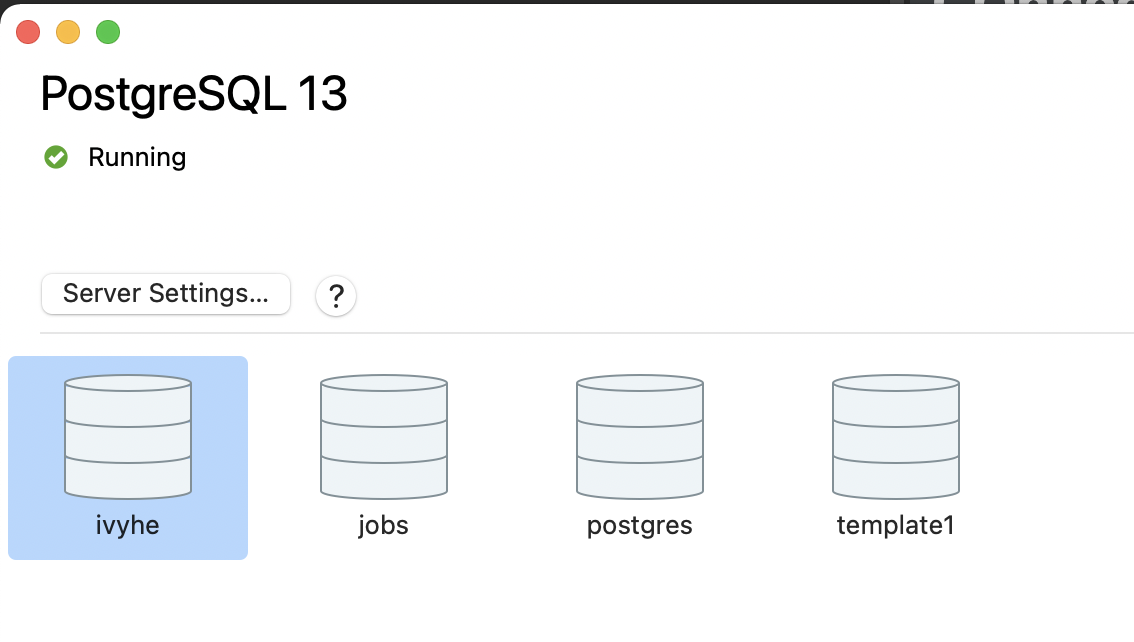 PostgreSQL 13
Running
Server Settings...
?
ivyhe
jobs
postgres
template1